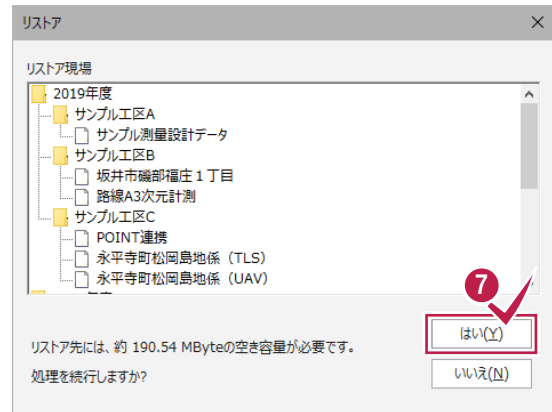 リストア
リストア現場
2019年度
サンプル工区A
サンプル測量設計データ
サンプル工区B
坂井市磯部福庄１丁目
路線A3次元計測
サンプル工区C
POINT連携
永平寺町松岡島地係（TLS）
永平寺町松岡島地係（UAV）
7
はい(Y)
リストア先には、約 190.54 MByteの空き容量が必要です。
処理を続行しますか?
いいえ(N)